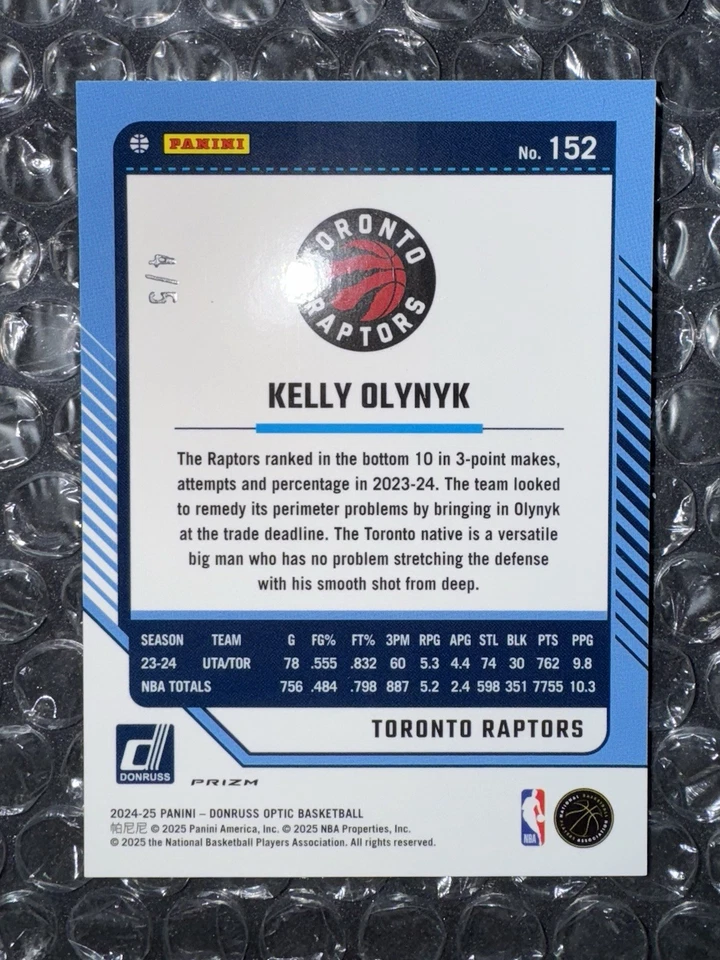 PANINI
No. 152
4/5
TORONTO
RAPTORS
KELLY OLYNYK
The Raptors ranked in the bottom 10 in 3-point makes,
attempts and percentage in 2023-24. The team looked
to remedy its perimeter problems by bringing in Olynyk
at the trade deadline. The Toronto native is a versatile
big man who has no problem stretching the defense
with his smooth shot from deep.
SEASON TEAM G FG% FT% 3PM RPG APG STL BLK PTS PPG
23-24 UTA/TOR 78 .555 .832 60 5.3 4.4 74 30 762 9.8
NBA TOTALS 756 .484 .798 887 5.2 2.4 598 351 7755 10.3
TORONTO RAPTORS
d
DONRUSS
PRIZM
2024-25 PANINI – DONRUSS OPTIC BASKETBALL
帕尼尼 © 2025 Panini America, Inc. © 2025 NBA Properties, Inc.
© 2025 the National Basketball Players Association. All rights reserved.
NBA
NATIONAL BASKETBALL
PLAYERS ASSOCIATION